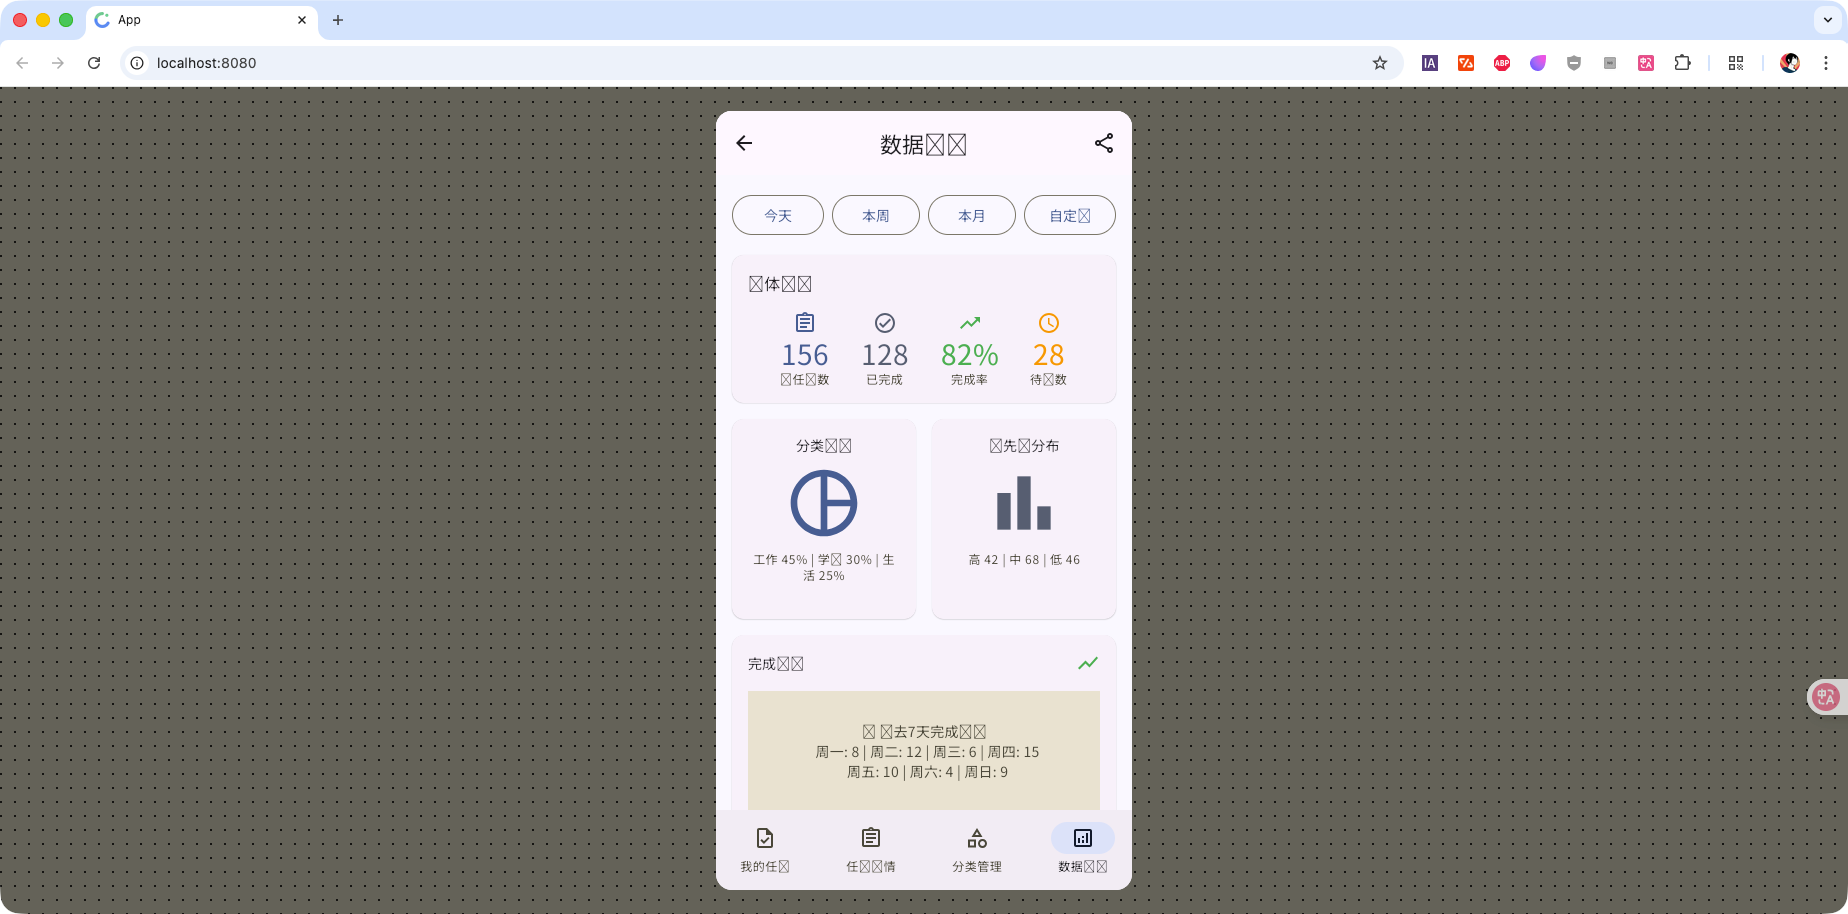 App
localhost:8080
数据☒☒
今天
本周
本月
自定☒
☒体☒☒
156
128
82%
28
☒任☒数
已完成
完成率
待☒数
分类☒☒
☒先☒分布
工作 45% | 学☒ 30% | 生
活 25%
高 42 | 中 68 | 低 46
完成☒☒
☒ ☒去7天完成☒☒
周一: 8 | 周二: 12 | 周三: 6 | 周四: 15
周五: 10 | 周六: 4 | 周日: 9
我的任☒
任☒☒情
分类管理
数据☒☒